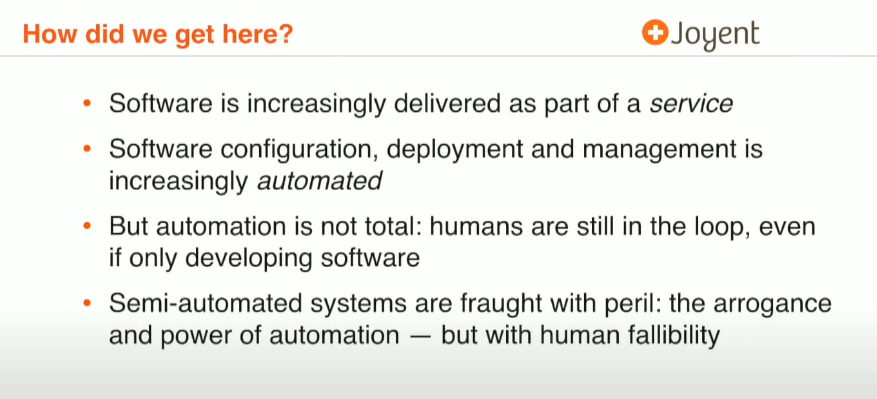 How did we get here?
Joyent
• Software is increasingly delivered as part of a service
• Software configuration, deployment and management is
increasingly automated
• But automation is not total: humans are still in the loop, even
if only developing software
• Semi-automated systems are fraught with peril: the arrogance
and power of automation — but with human fallibility